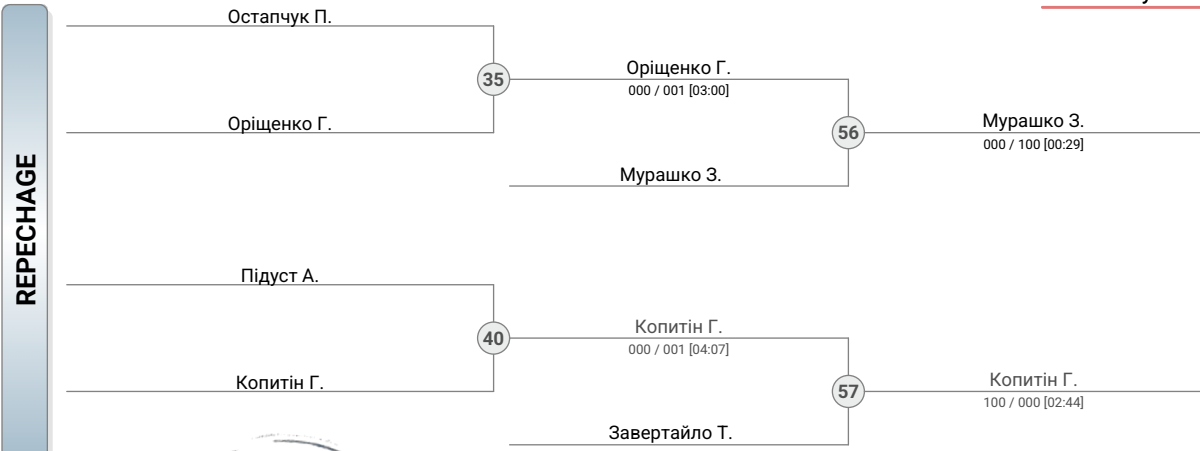 REPECHAGE
Остапчук П.
35
Оріщенко Г.
Оріщенко Г.
000 / 001 [03:00]
56
Мурашко З.
Мурашко З.
000 / 100 [00:29]
Підуст А.
40
Копитін Г.
Копитін Г.
000 / 001 [04:07]
57
Завертайло Т.
Копитін Г.
100 / 000 [02:44]